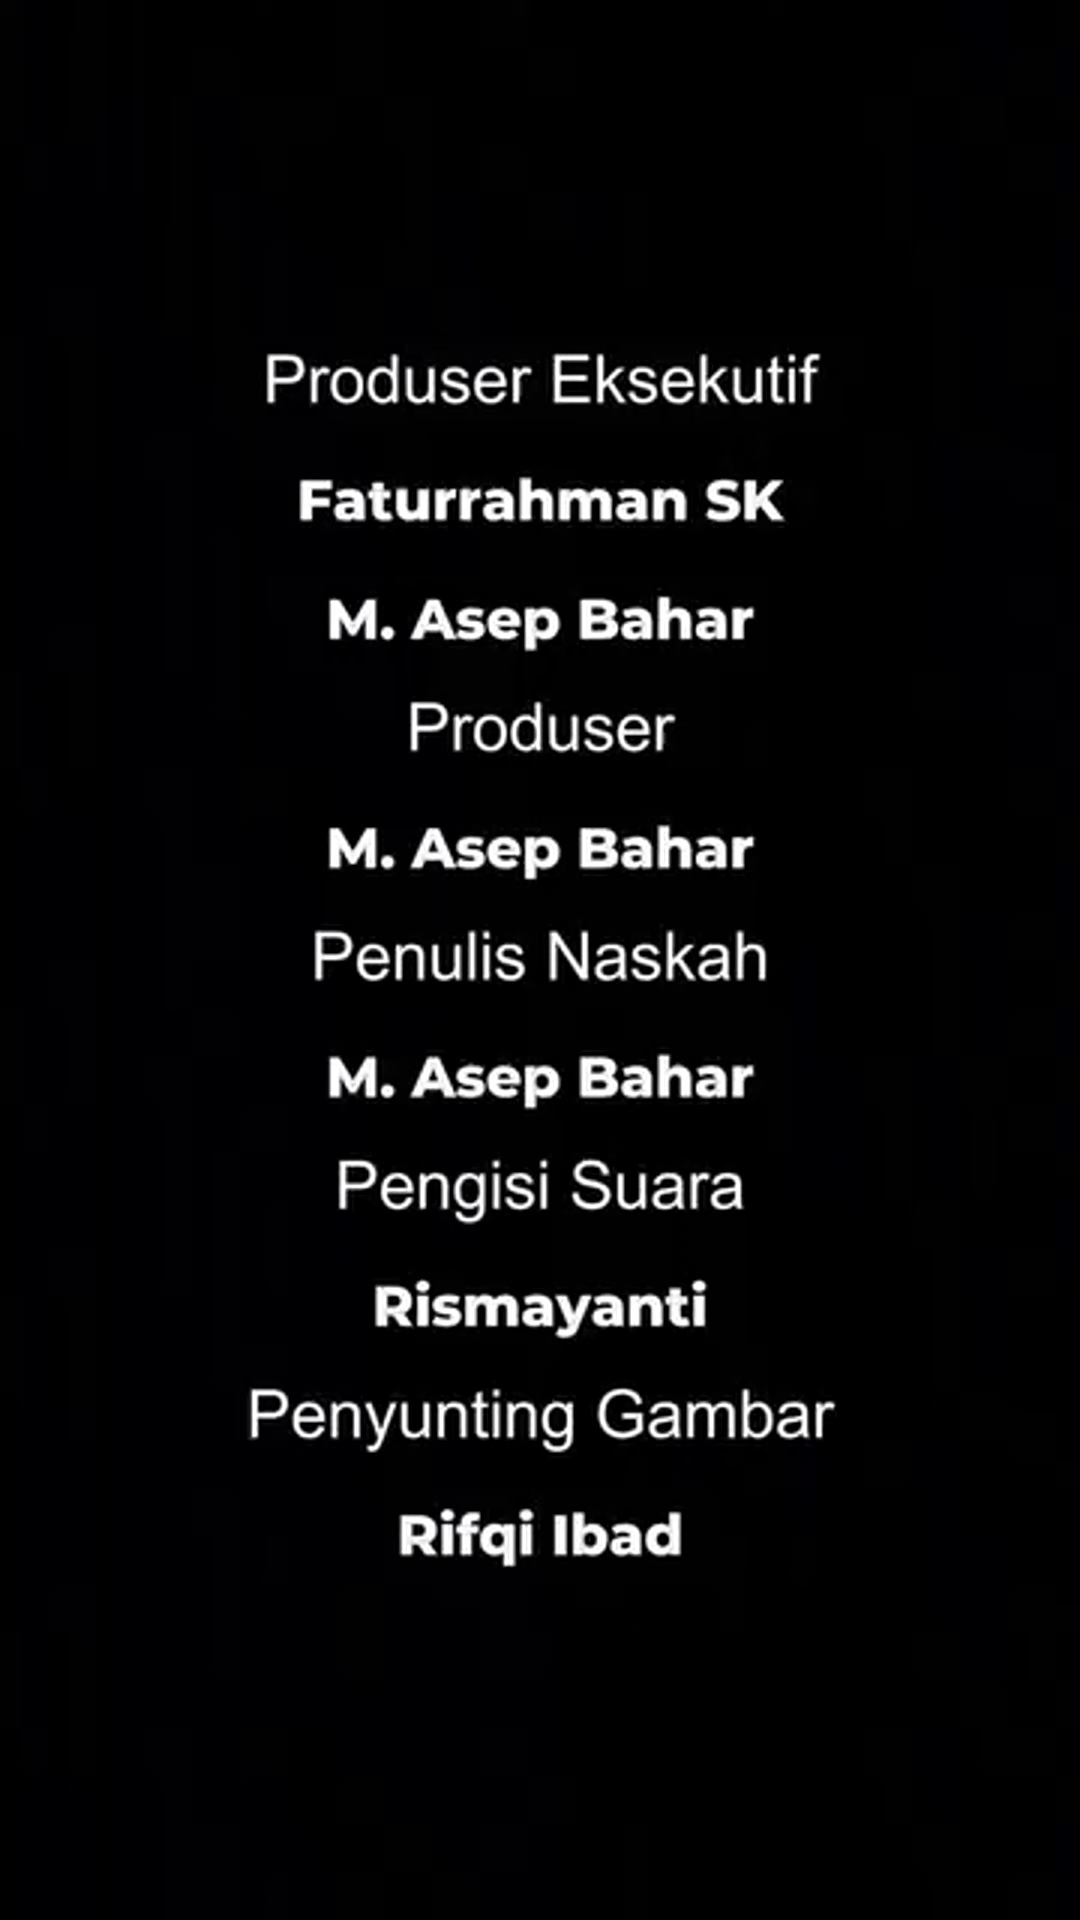 Produser Eksekutif
Faturrahman SK
M. Asep Bahar
Produser
M. Asep Bahar
Penulis Naskah
M. Asep Bahar
Pengisi Suara
Rismayanti
Penyunting Gambar
Rifqi Ibad